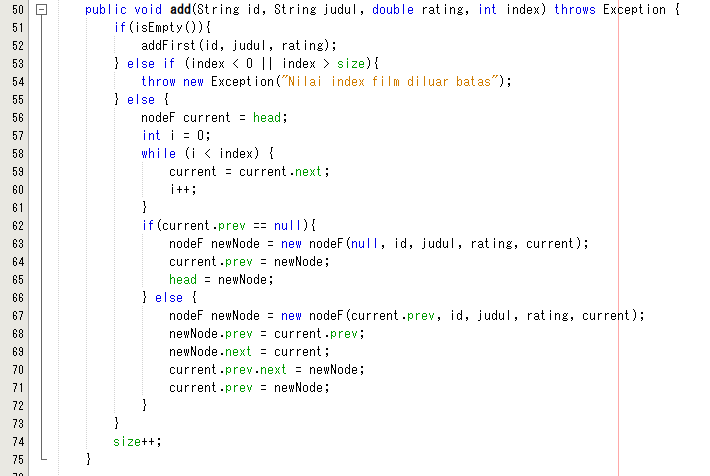 50 public void add(String id, String judul, double rating, int index) throws Exception {
51 if(isEmpty()){
52 addFirst(id, judul, rating);
53 } else if (index < 0 || index > size){
54 throw new Exception("Nilai index film diluar batas");
55 } else {
56 nodeF current = head;
57 int i = 0;
58 while (i < index) {
59 current = current.next;
60 i++;
61 }
62 if(current.prev == null){
63 nodeF newNode = new nodeF(null, id, judul, rating, current);
64 current.prev = newNode;
65 head = newNode;
66 } else {
67 nodeF newNode = new nodeF(current.prev, id, judul, rating, current);
68 newNode.prev = current.prev;
69 newNode.next = current;
70 current.prev.next = newNode;
71 current.prev = newNode;
72 }
73 }
74 size++;
75 }